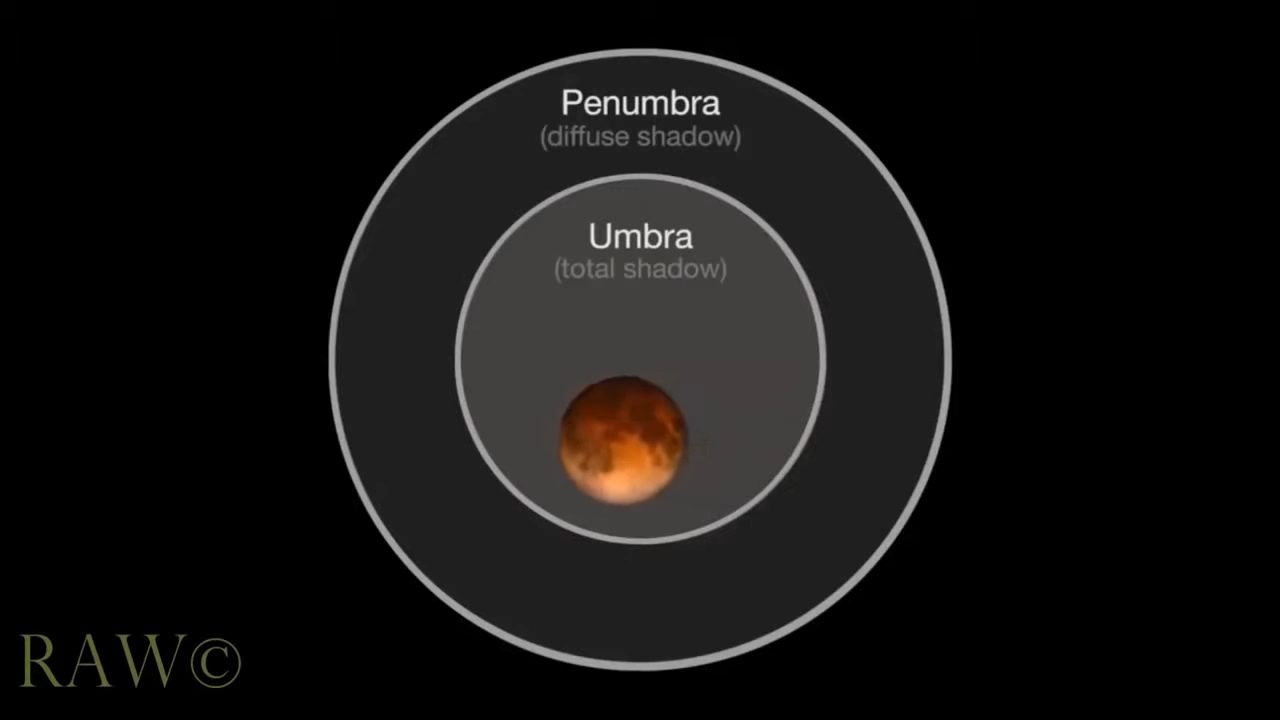 Penumbra
(diffuse shadow)
Umbra
(total shadow)
RAW©